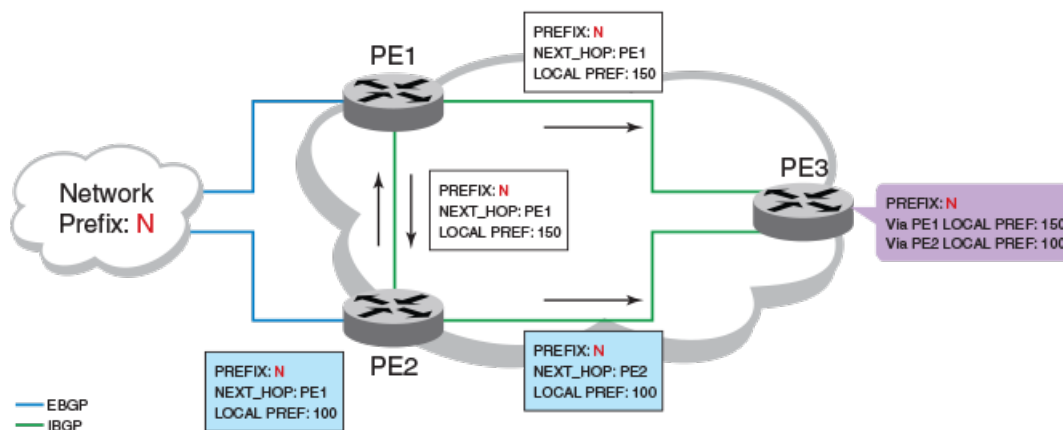 PE1
PREFIX: N
NEXT_HOP: PE1
LOCAL PREF: 150
Network
Prefix: N
PREFIX: N
NEXT_HOP: PE1
LOCAL PREF: 150
PE3
PREFIX: N
Via PE1 LOCAL PREF: 150
Via PE2 LOCAL PREF: 100
PE2
PREFIX: N
NEXT_HOP: PE1
LOCAL PREF: 100
PREFIX: N
NEXT_HOP: PE2
LOCAL PREF: 100
EBGP
IBGP